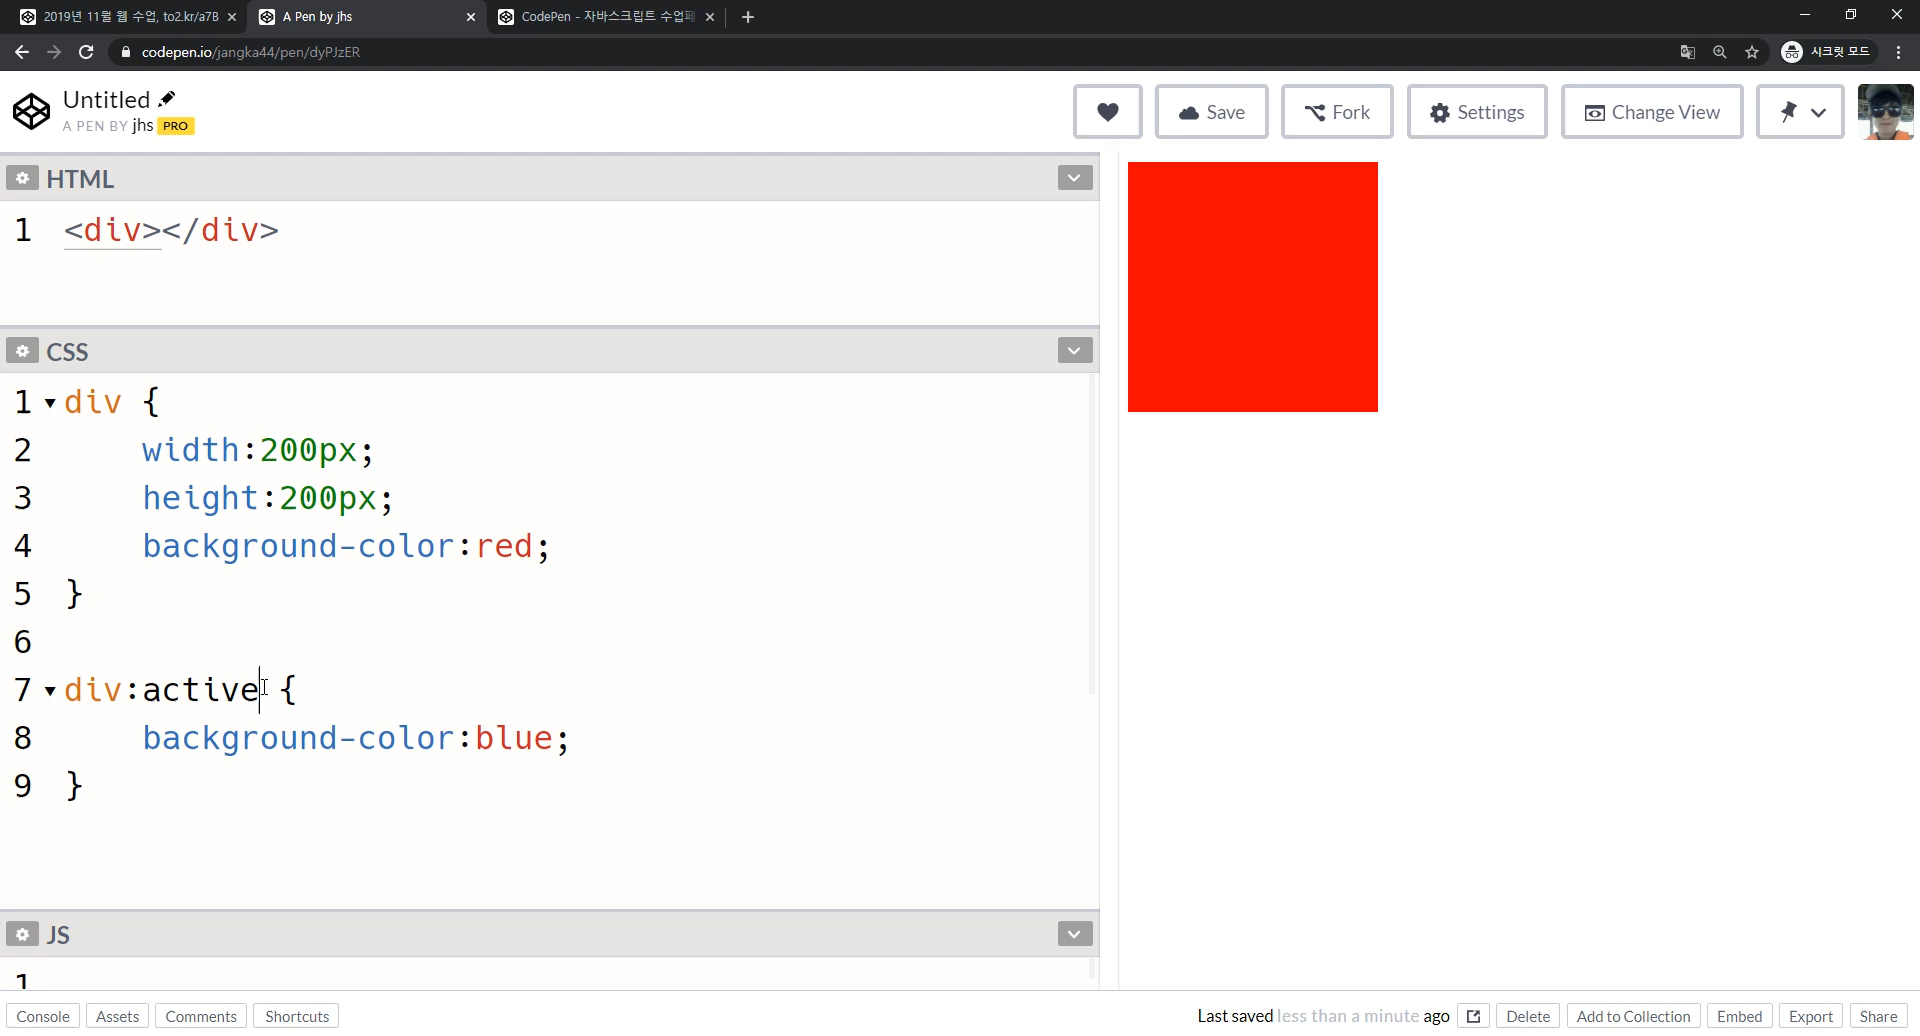 2019년 11월 웹 수업, to2.kr/a7B
A Pen by jhs
CodePen - 자바스크립트 수업페
codepen.io/jangka44/pen/dyPJzER
시크릿 모드
Untitled
A PEN BY jhs PRO
Save
Fork
Settings
Change View
HTML
1 <div></div>
CSS
1 div {
2 width:200px;
3 height:200px;
4 background-color:red;
5 }
6
7 div:active {
8 background-color:blue;
9 }
JS
1
Console
Assets
Comments
Shortcuts
Last saved less than a minute ago
Delete
Add to Collection
Embed
Export
Share